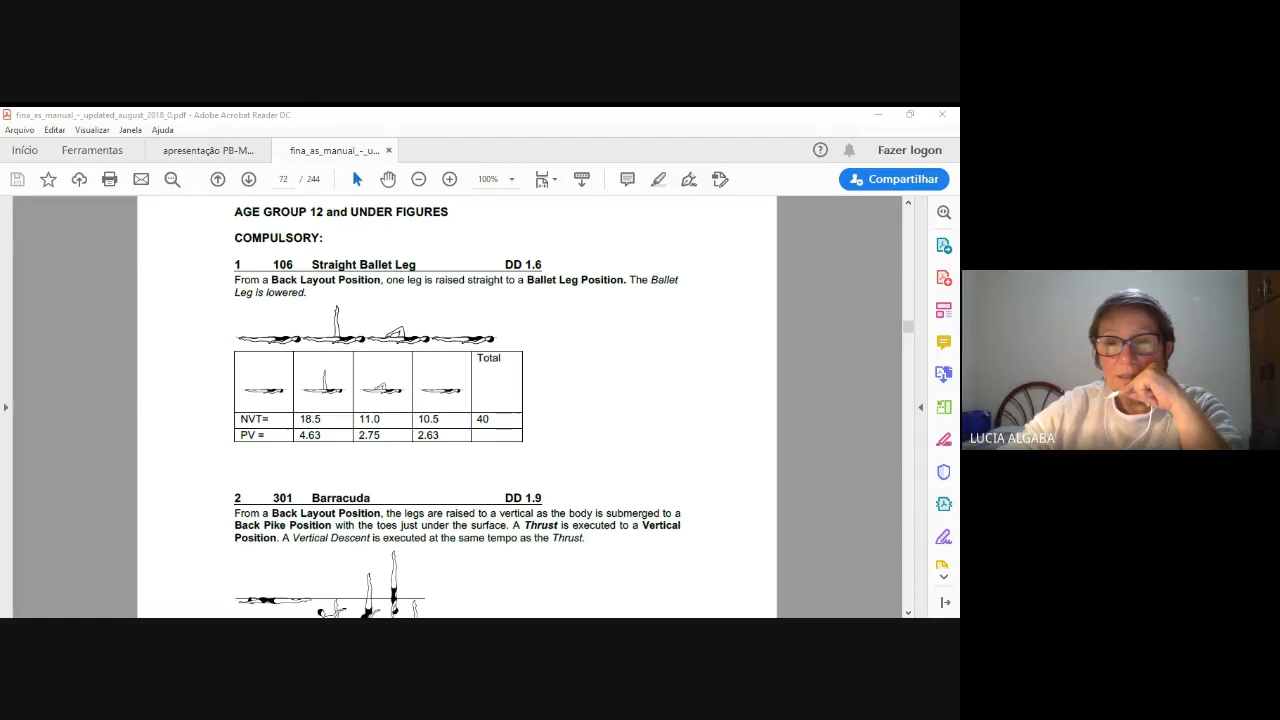 fina_as_manual_-_updated_august_2018_0.pdf - Adobe Acrobat Reader DC
Arquivo Editar Visualizar Janela Ajuda
Início Ferramentas apresentação PB-M... fina_as_manual_-_u... × Fazer logon
72 / 244 100% Compartilhar
AGE GROUP 12 and UNDER FIGURES
COMPULSORY:
1 106 Straight Ballet Leg DD 1.6
From a Back Layout Position, one leg is raised straight to a Ballet Leg Position. The Ballet
Leg is lowered.
Total
NVT= 18.5 11.0 10.5 40
PV = 4.63 2.75 2.63
2 301 Barracuda DD 1.9
From a Back Layout Position, the legs are raised to a vertical as the body is submerged to a
Back Pike Position with the toes just under the surface. A Thrust is executed to a Vertical
Position. A Vertical Descent is executed at the same tempo as the Thrust.
LUCIA ALGABA